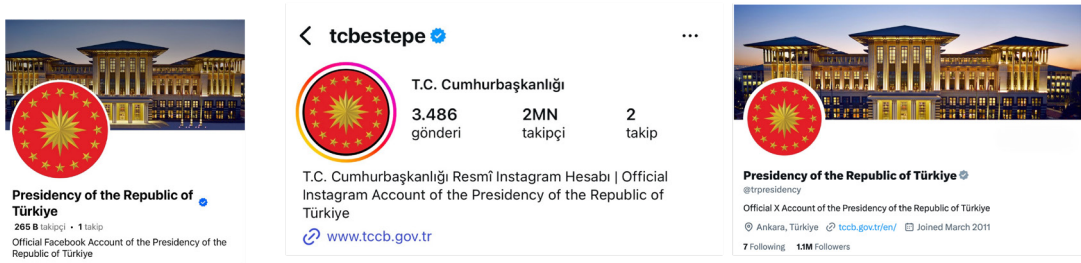 Presidency of the Republic of
Türkiye
265 B takipçi • 1 takip
Official Facebook Account of the Presidency of the
Republic of Türkiye
tcbestepe
T.C. Cumhurbaşkanlığı
3.486 2MN 2
gönderi takipçi takip
T.C. Cumhurbaşkanlığı Resmî Instagram Hesabı | Official
Instagram Account of the Presidency of the Republic of
Türkiye
www.tccb.gov.tr
Presidency of the Republic of Türkiye
@trpresidency
Official X Account of the Presidency of the Republic of Türkiye
Ankara, Türkiye tccb.gov.tr/en/ Joined March 2011
7 Following 1.1M Followers